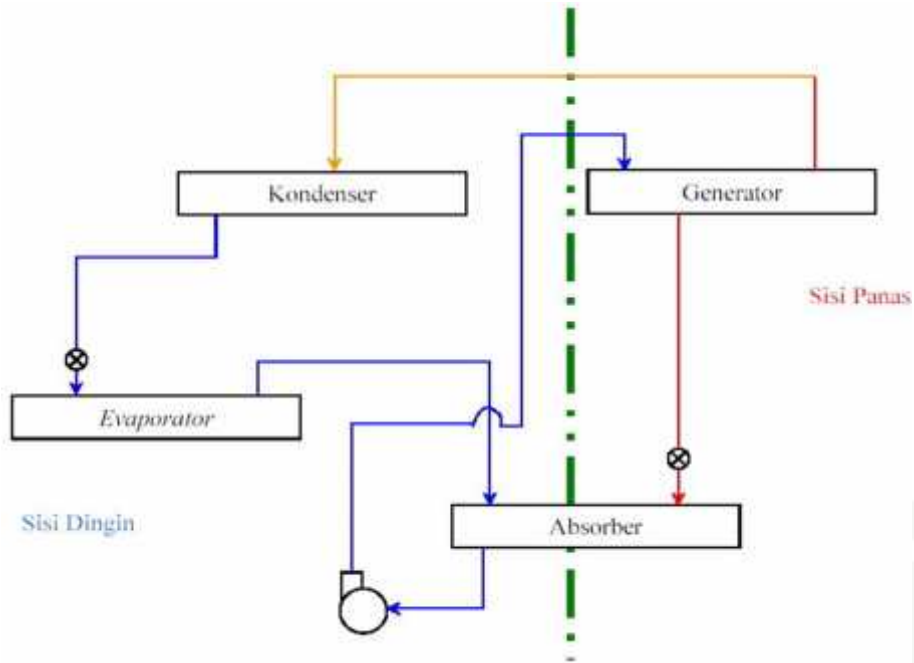 Kondenser
Generator
Sisi Panas
Evaporator
Sisi Dingin
Absorber